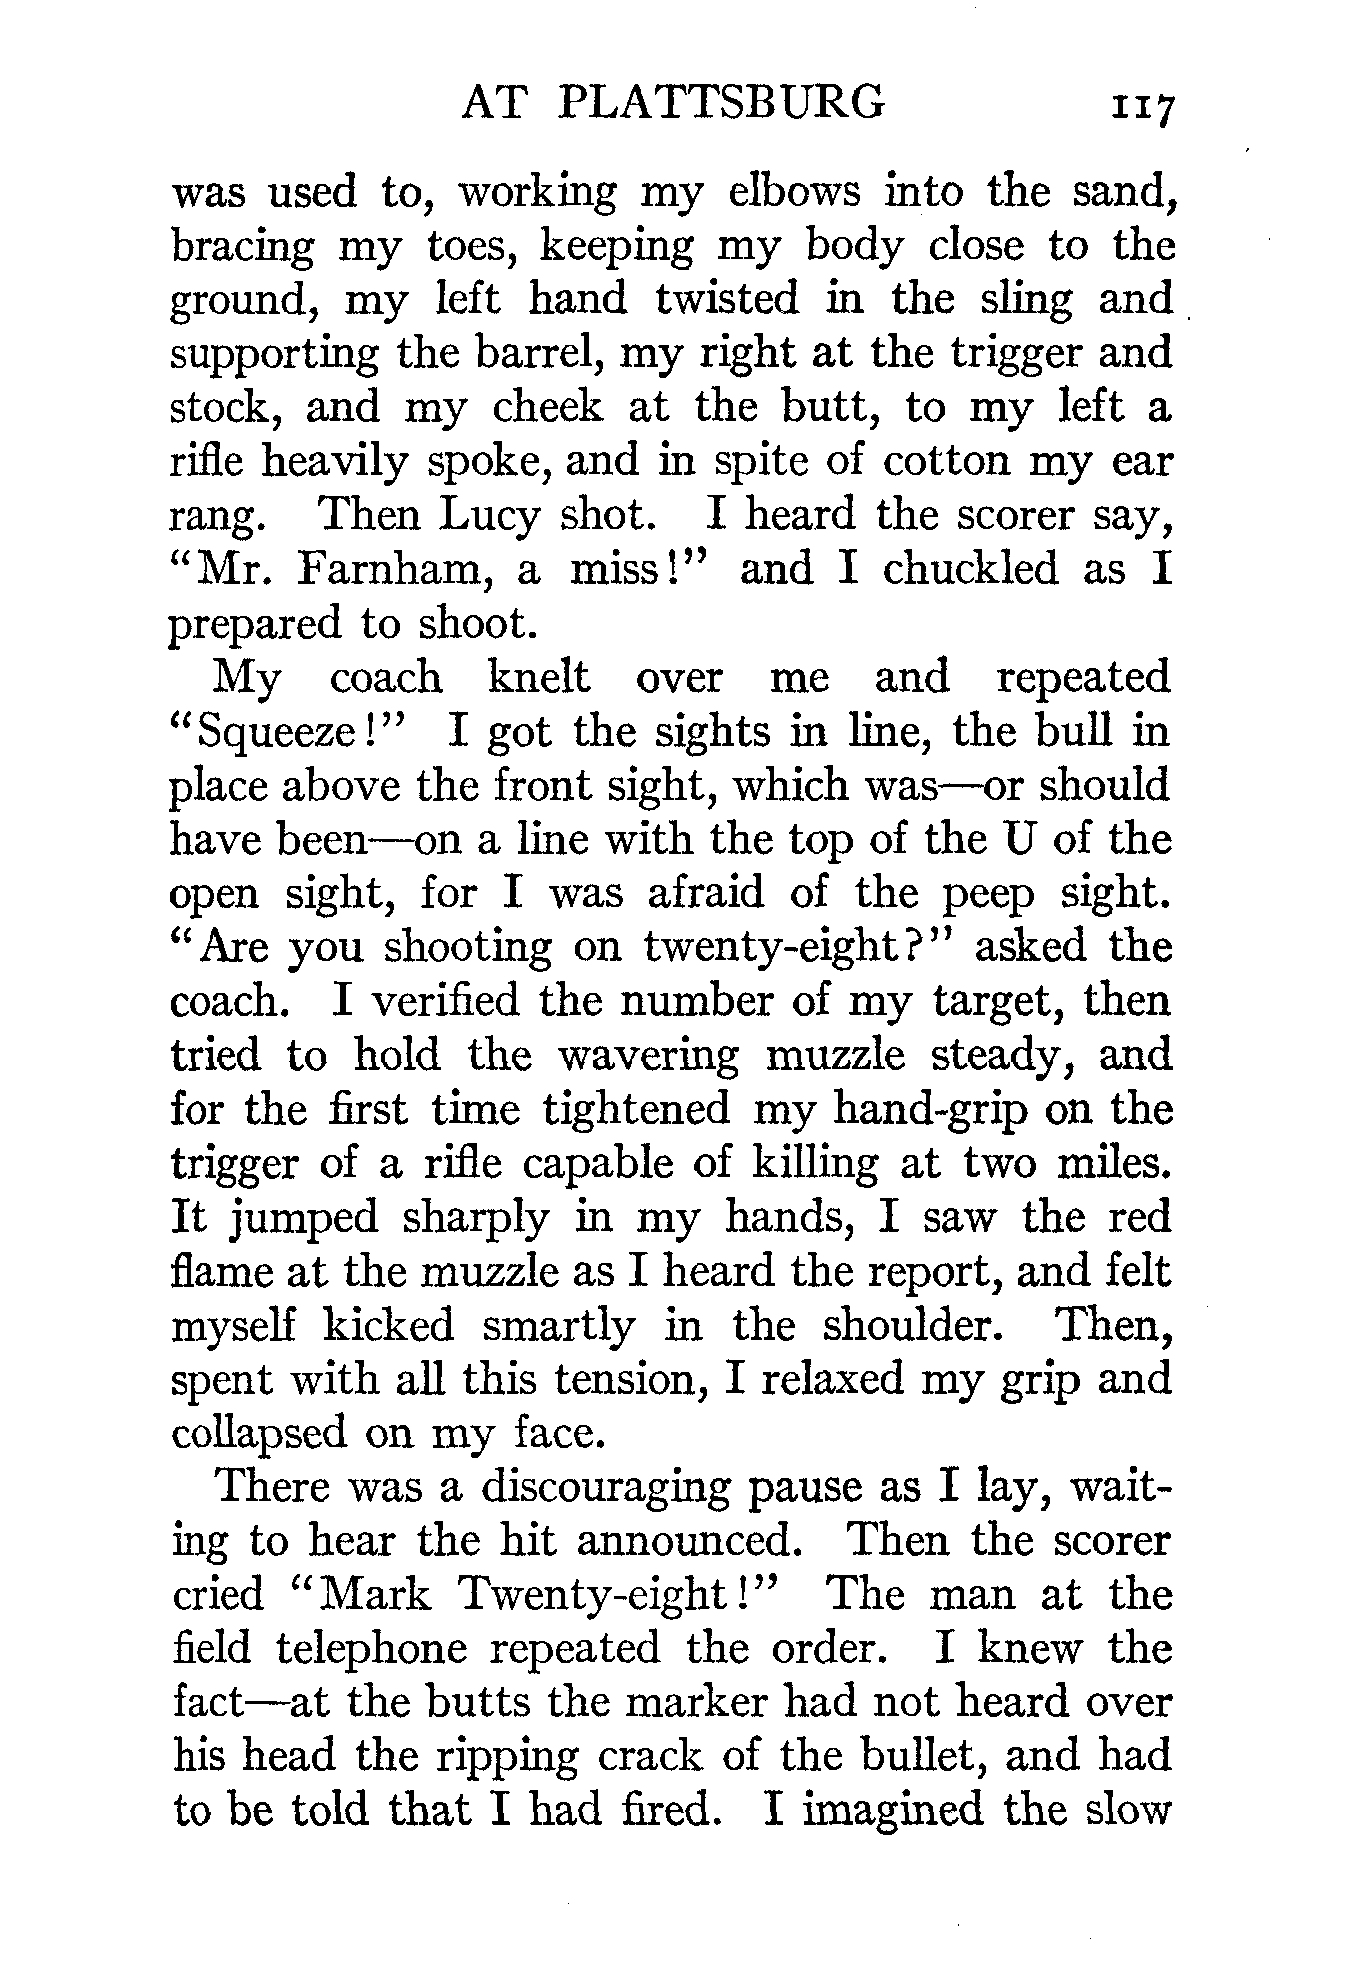 AT PLATTSBURG 117
was used to, working my elbows into the sand,
bracing my toes, keeping my body close to the
ground, my left hand twisted in the sling and
supporting the barrel, my right at the trigger and
stock, and my cheek at the butt, to my left a
rifle heavily spoke, and in spite of cotton my ear
rang. Then Lucy shot. I heard the scorer say,
“Mr. Farnham, a miss!” and I chuckled as I
prepared to shoot.
My coach knelt over me and repeated
“Squeeze!” I got the sights in line, the bull in
place above the front sight, which was—or should
have been—on a line with the top of the U of the
open sight, for I was afraid of the peep sight.
“Are you shooting on twenty-eight?” asked the
coach. I verified the number of my target, then
tried to hold the wavering muzzle steady, and
for the first time tightened my hand-grip on the
trigger of a rifle capable of killing at two miles.
It jumped sharply in my hands, I saw the red
flame at the muzzle as I heard the report, and felt
myself kicked smartly in the shoulder. Then,
spent with all this tension, I relaxed my grip and
collapsed on my face.
There was a discouraging pause as I lay, wait-
ing to hear the hit announced. Then the scorer
cried “Mark Twenty-eight!” The man at the
field telephone repeated the order. I knew the
fact—at the butts the marker had not heard over
his head the ripping crack of the bullet, and had
to be told that I had fired. I imagined the slow